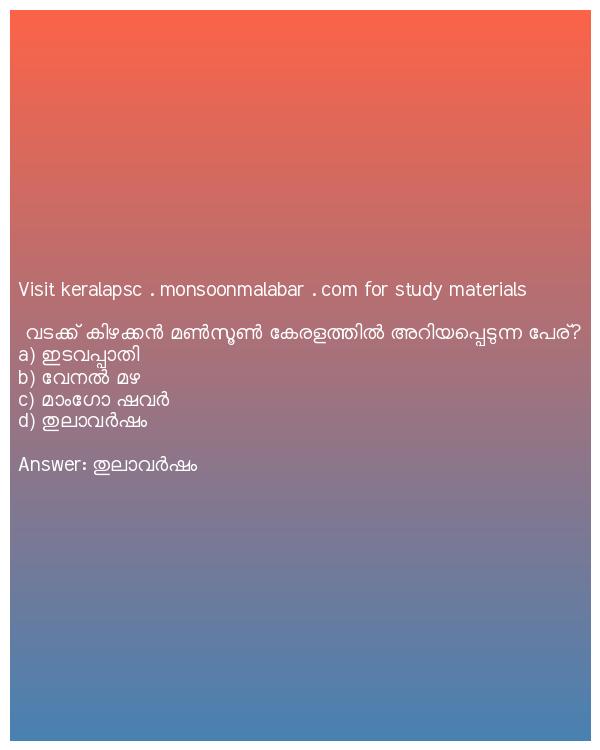 Visit keralapsc . monsoonmalabar . com for study materials
വടക്ക് കിഴക്കൻ മൺസൂൺ കേരളത്തിൽ അറിയപ്പെടുന്ന പേര്?
a) ഇടവപ്പാതി
b) വേനൽ മഴ
c) മാംഗോ ഷവർ
d) തുലാവർഷം
Answer: തുലാവർഷം